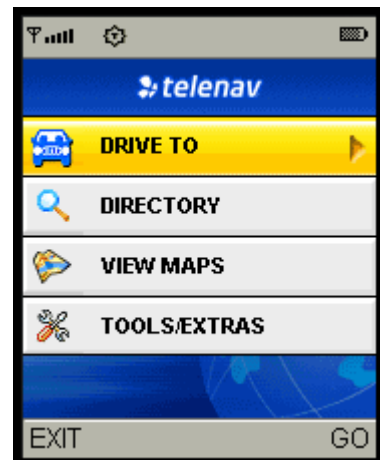 telenav
DRIVE TO
DIRECTORY
VIEW MAPS
TOOLS/EXTRAS
EXIT GO